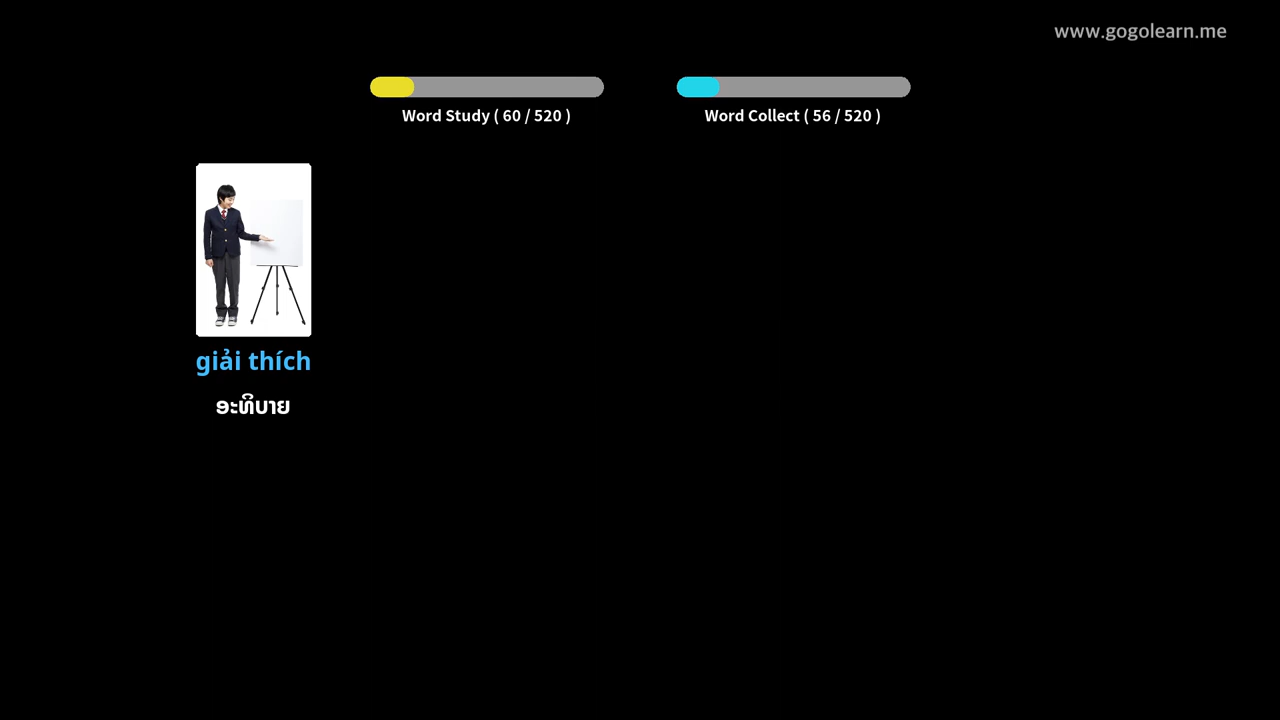 www.gogolearn.me
Word Study ( 60 / 520 )
Word Collect ( 56 / 520 )
giải thích
ອະທິບາຍ